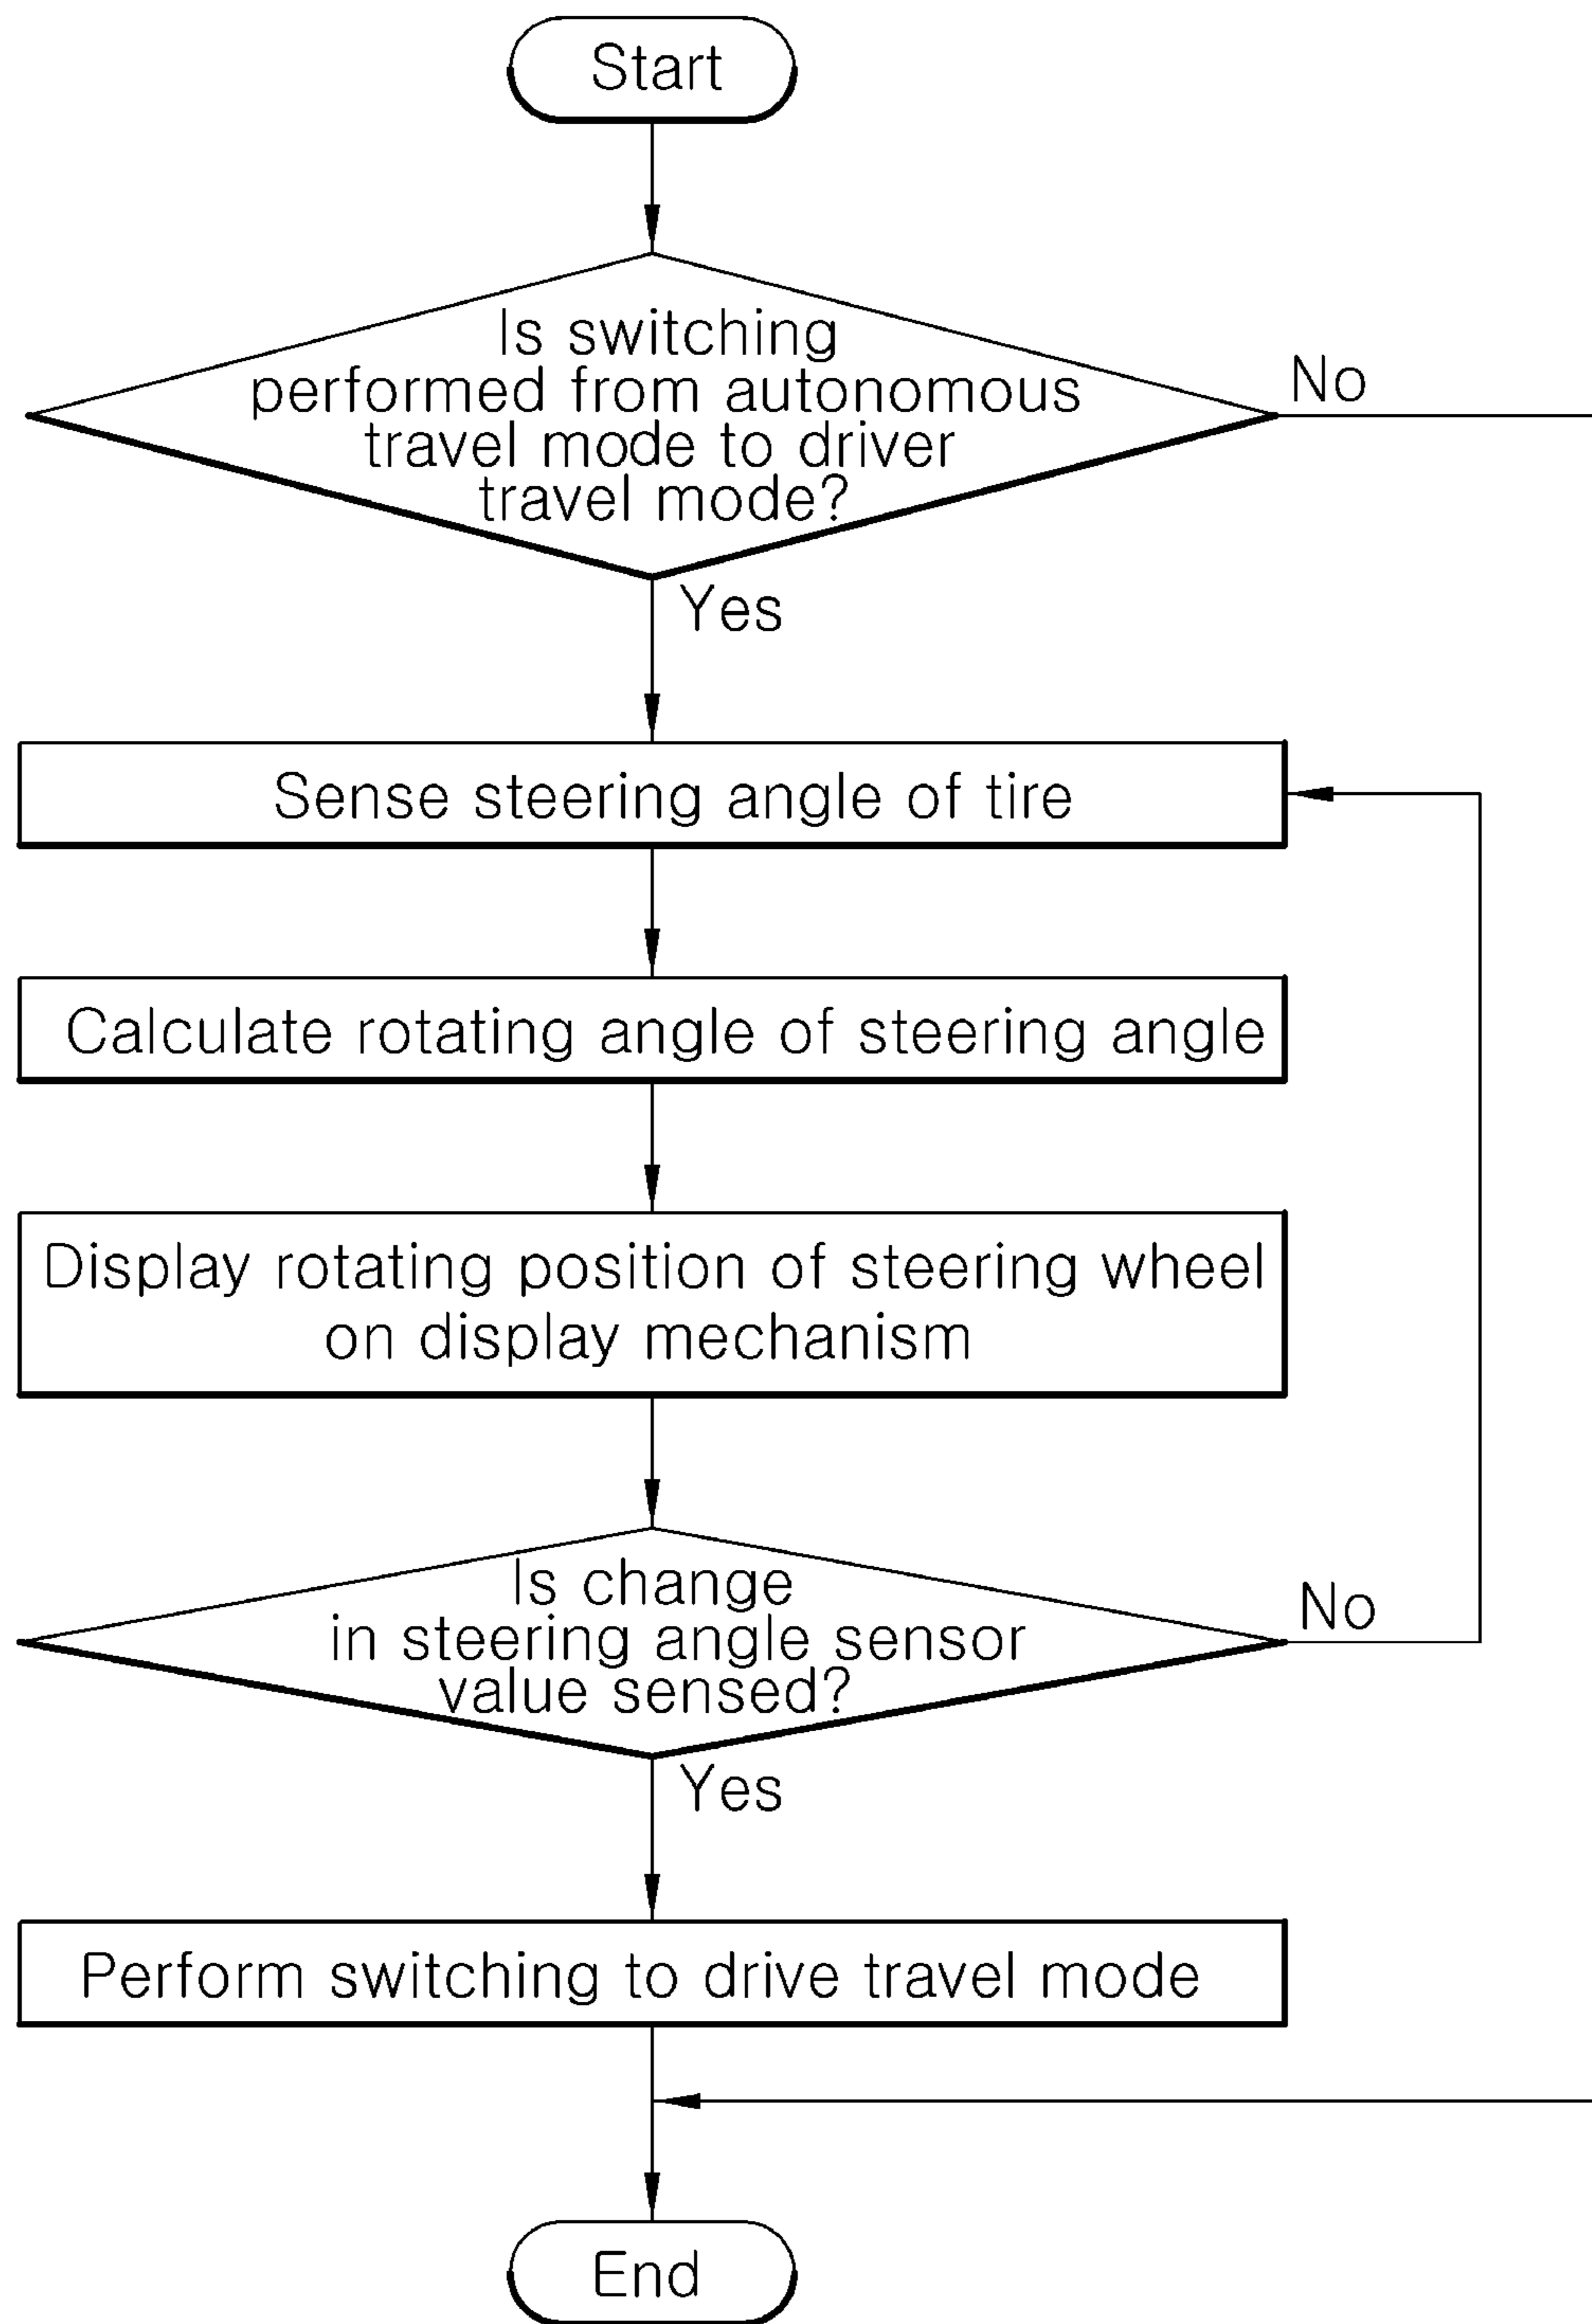 Start
Is switching
performed from autonomous
travel mode to driver
travel mode?
No
Yes
Sense steering angle of tire
Calculate rotating angle of steering angle
Display rotating position of steering wheel
on display mechanism
Is change
in steering angle sensor
value sensed?
No
Yes
Perform switching to drive travel mode
End